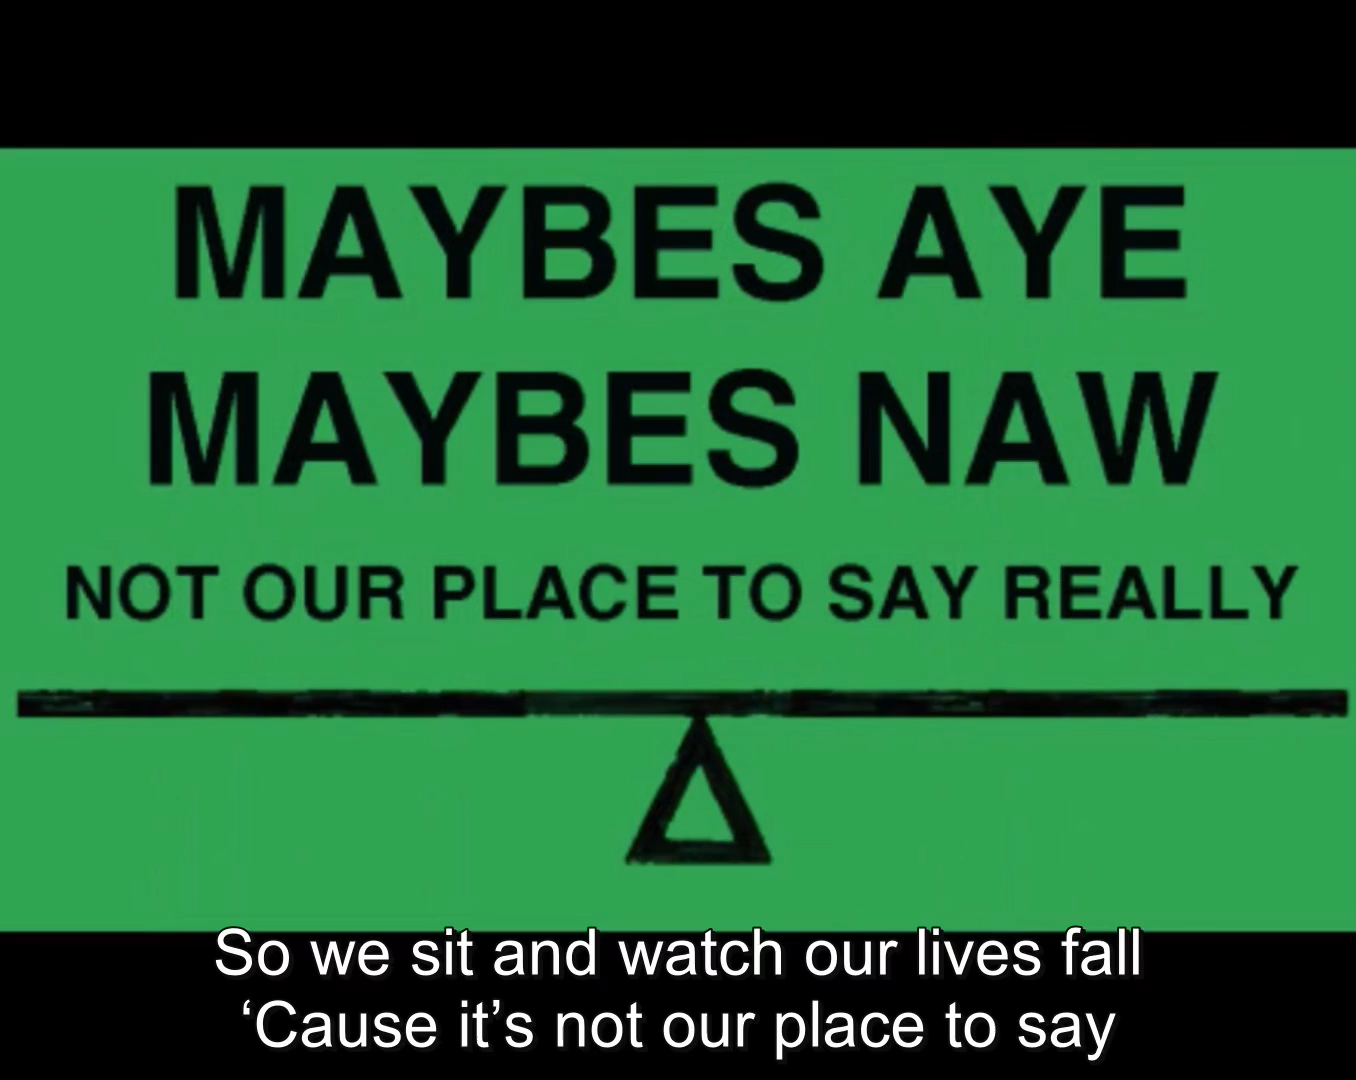 MAYBES AYE
MAYBES NAW
NOT OUR PLACE TO SAY REALLY
So we sit and watch our lives fall
‘Cause it’s not our place to say